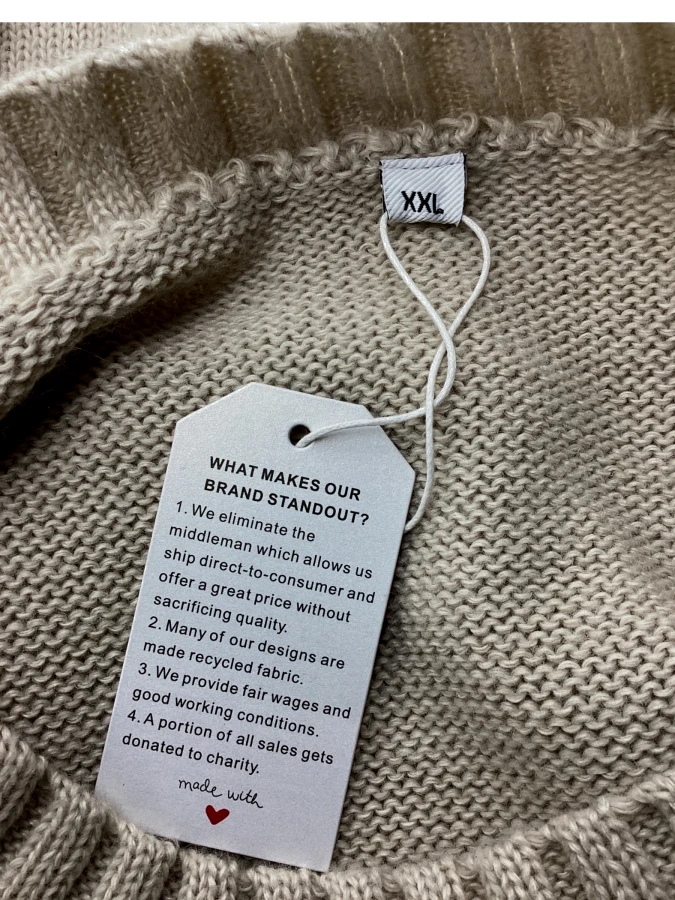 XXL
WHAT MAKES OUR
BRAND STANDOUT?
1. We eliminate the
middleman which allows us
ship direct-to-consumer and
offer a great price without
sacrificing quality.
2. Many of our designs are
made recycled fabric.
3. We provide fair wages and
good working conditions.
4. A portion of all sales gets
donated to charity.
made with